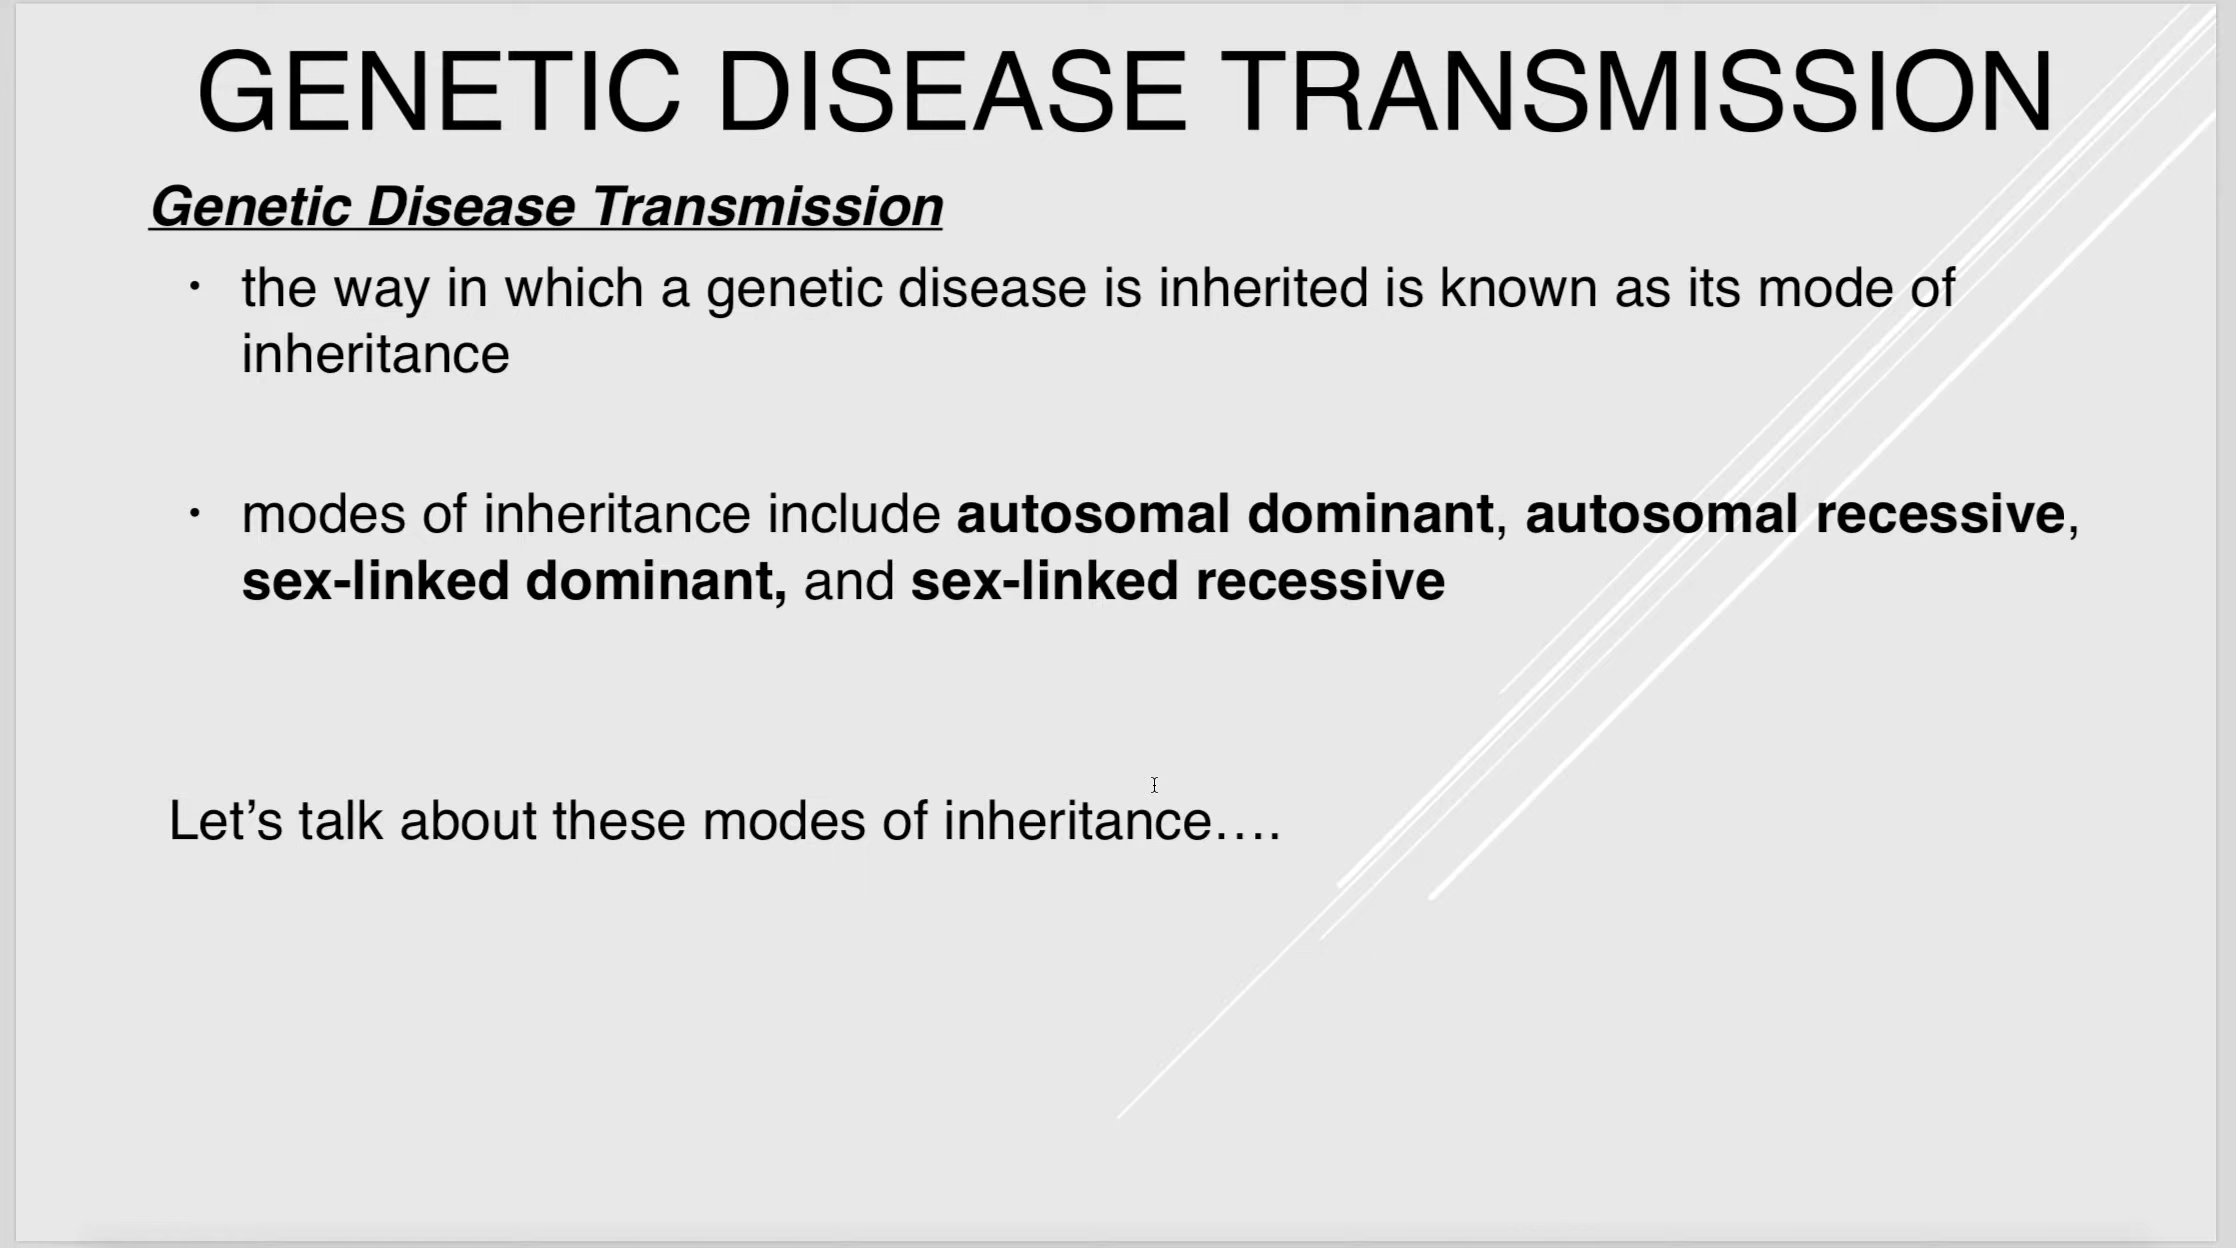 GENETIC DISEASE TRANSMISSION
Genetic Disease Transmission
• the way in which a genetic disease is inherited is known as its mode of
inheritance
• modes of inheritance include autosomal dominant, autosomal recessive,
sex-linked dominant, and sex-linked recessive
Let’s talk about these modes of inheritance….